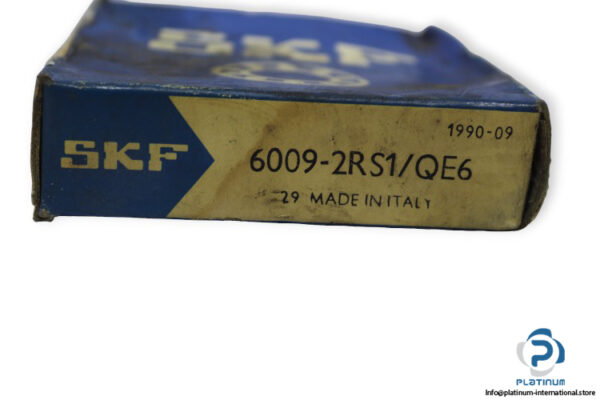 SKF
1990-09
SKF
6009-2RS1/QE6
29 MADE IN ITALY
PLATINUM
Info@platinum-international.store